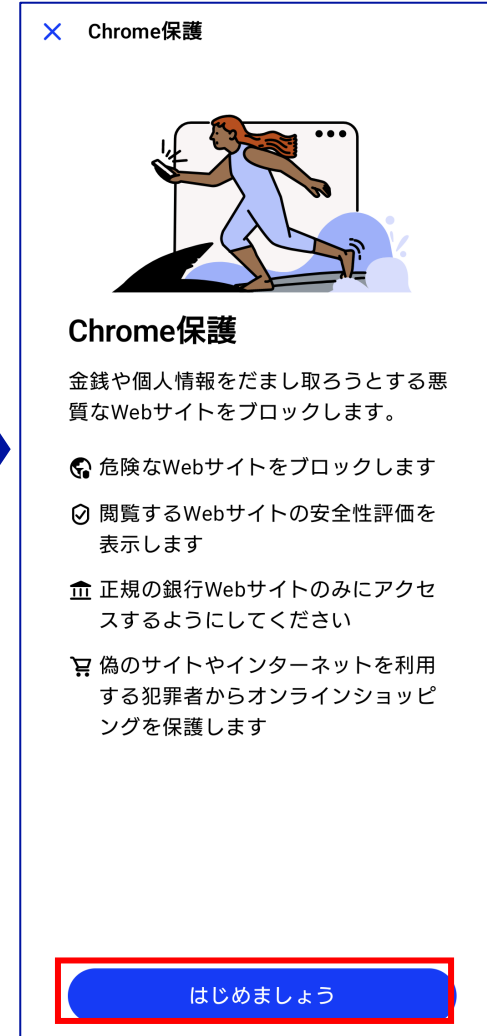 Chrome保護
Chrome保護
金銭や個人情報をだまし取ろうとする悪
質なWebサイトをブロックします。
危険なWebサイトをブロックします
閲覧するWebサイトの安全性評価を
表示します
正規の銀行Webサイトのみにアクセ
スするようにしてください
偽のサイトやインターネットを利用
する犯罪者からオンラインショッピ
ングを保護します
はじめましょう